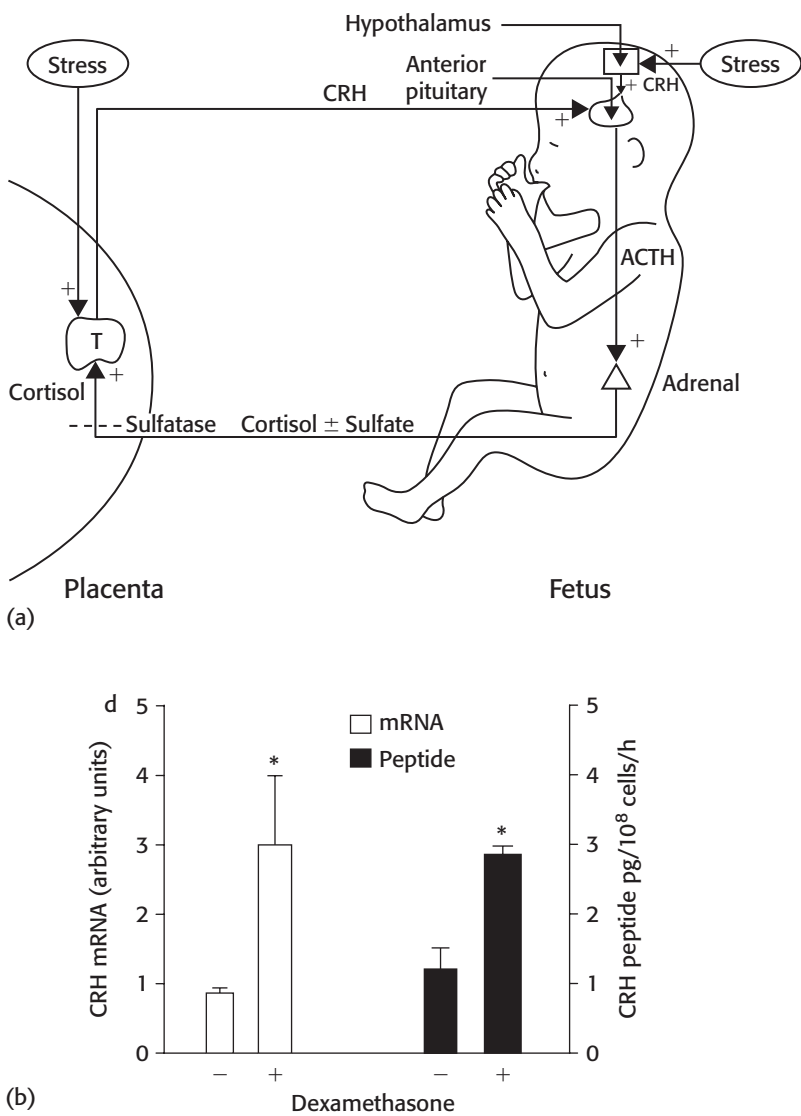 Hypothalamus
Stress
+
Stress
Anterior
pituitary
+ CRH
CRH
+
ACTH
+
+
T
+
Cortisol
Adrenal
Sulfatase
Cortisol ± Sulfate
Placenta
Fetus
(a)
d
5
4
3
2
1
0
CRH mRNA (arbitrary units)
mRNA
Peptide
*
*
5
4
3
2
1
0
CRH peptide pg/10⁸ cells/h
− + − +
Dexamethasone
(b)